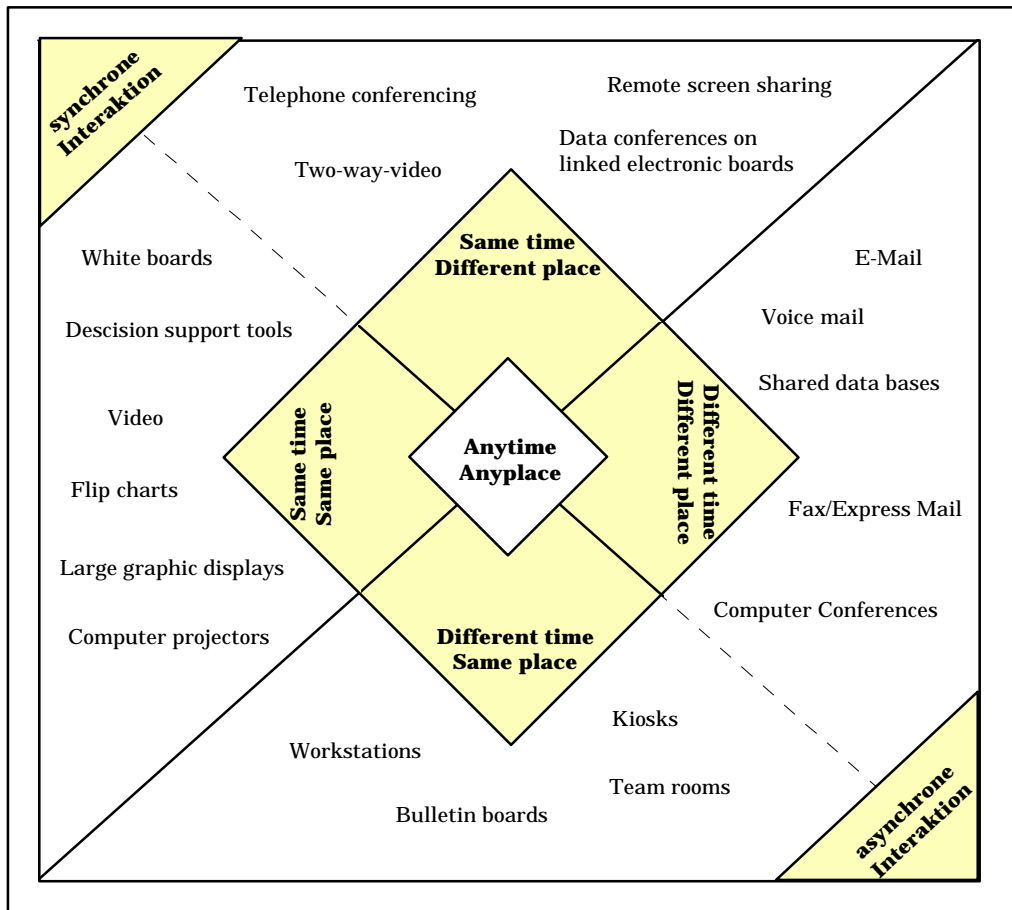 synchrone
Interaktion
Telephone conferencing
Remote screen sharing
Two-way-video
Data conferences on
linked electronic boards
Same time
Different place
White boards
Descision support tools
Video
Flip charts
Large graphic displays
Computer projectors
Same time
Same place
Anytime
Anyplace
Different time
Different place
E-Mail
Voice mail
Shared data bases
Fax/Express Mail
Computer Conferences
Different time
Same place
Workstations
Kiosks
Bulletin boards
Team rooms
asynchrone
Interaktion